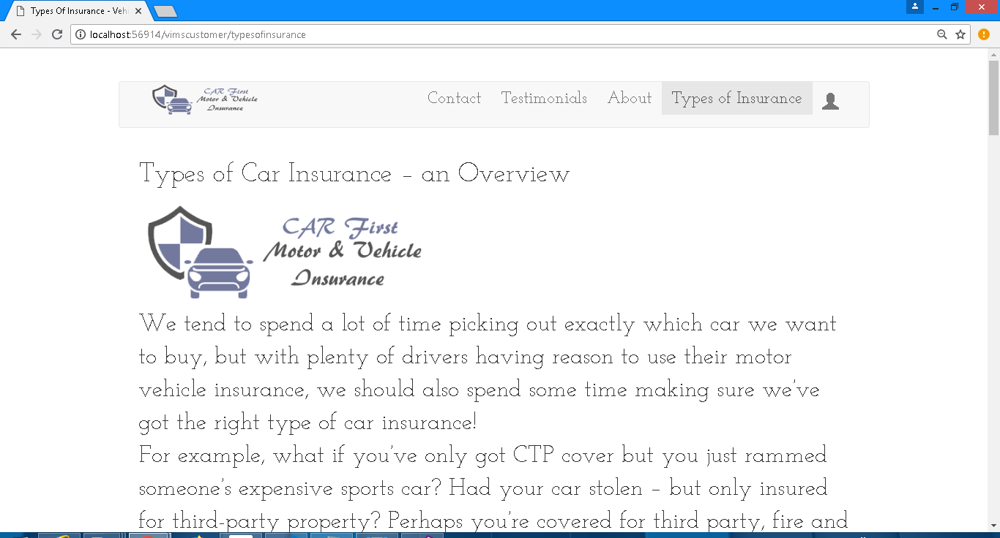 Types Of Insurance - Veh
localhost:56914/vimscustomer/typesofinsurance
CAR First
Motor & Vehicle
Insurance
Contact
Testimonials
About
Types of Insurance
Types of Car Insurance – an Overview
CAR First
Motor & Vehicle
Insurance
We tend to spend a lot of time picking out exactly which car we want
to buy, but with plenty of drivers having reason to use their motor
vehicle insurance, we should also spend some time making sure we’ve
got the right type of car insurance!
For example, what if you’ve only got CTP cover but you just rammed
someone’s expensive sports car? Had your car stolen – but only insured
for third-party property? Perhaps you’re covered for third party, fire and